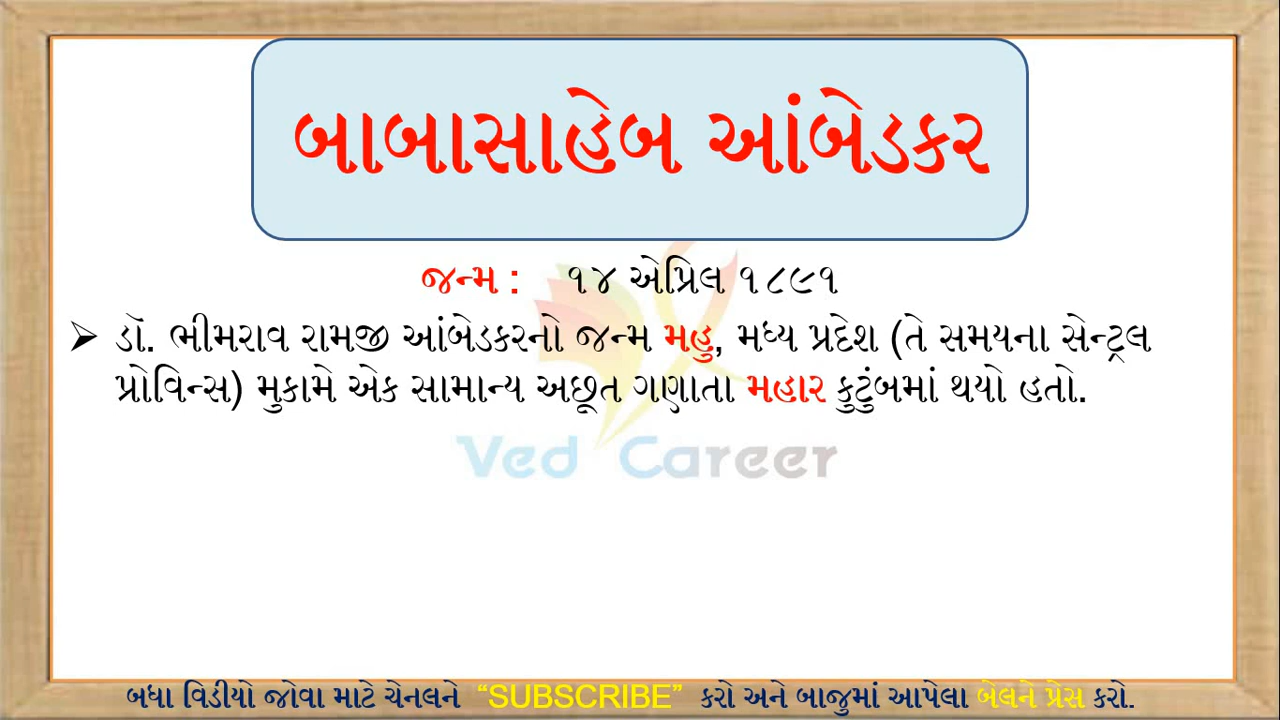 બાબાસાહેબ આંબેડકર
જન્મ : ૧૪ એપ્રિલ ૧૮૯૧
➢ ડૉ. ભીમરાવ રામજી આંબેડકરનો જન્મ મહુ, મધ્ય પ્રદેશ (તે સમયના સેન્ટ્રલ
પ્રોવિન્સ) મુકામે એક સામાન્ય અછૂત ગણાતા મહાર કુટુંબમાં થયો હતો.
Ved Career
બધા વિડીયો જોવા માટે ચેનલને “SUBSCRIBE” કરો અને બાજુમાં આપેલા બેલને પ્રેસ કરો.